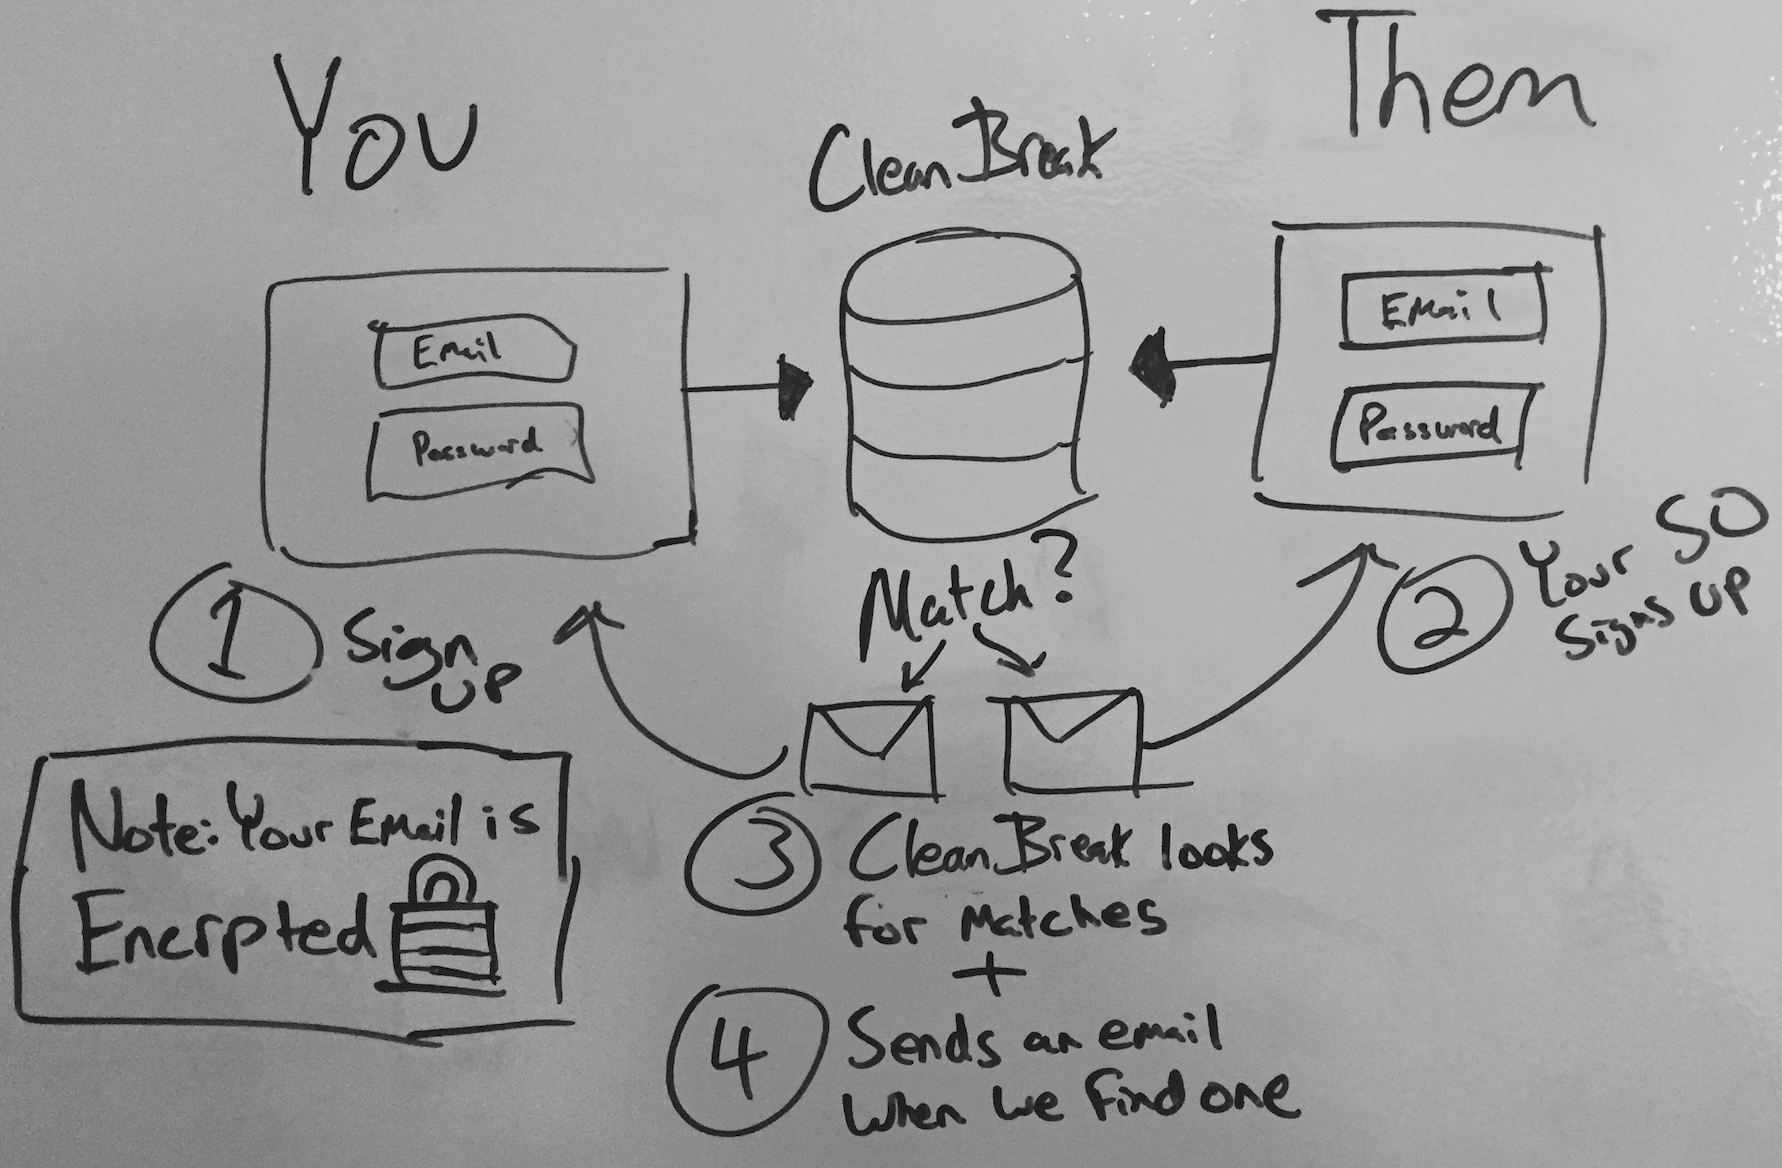 You
CleanBreak
Them
Email
Password
EMail
Password
1 Sign
UP
2 Your SO
Signs UP
Match?
Note: Your EMail is
Encrpted
3 CleanBreak looks
for Matches
+
4 Sends an email
when we find one